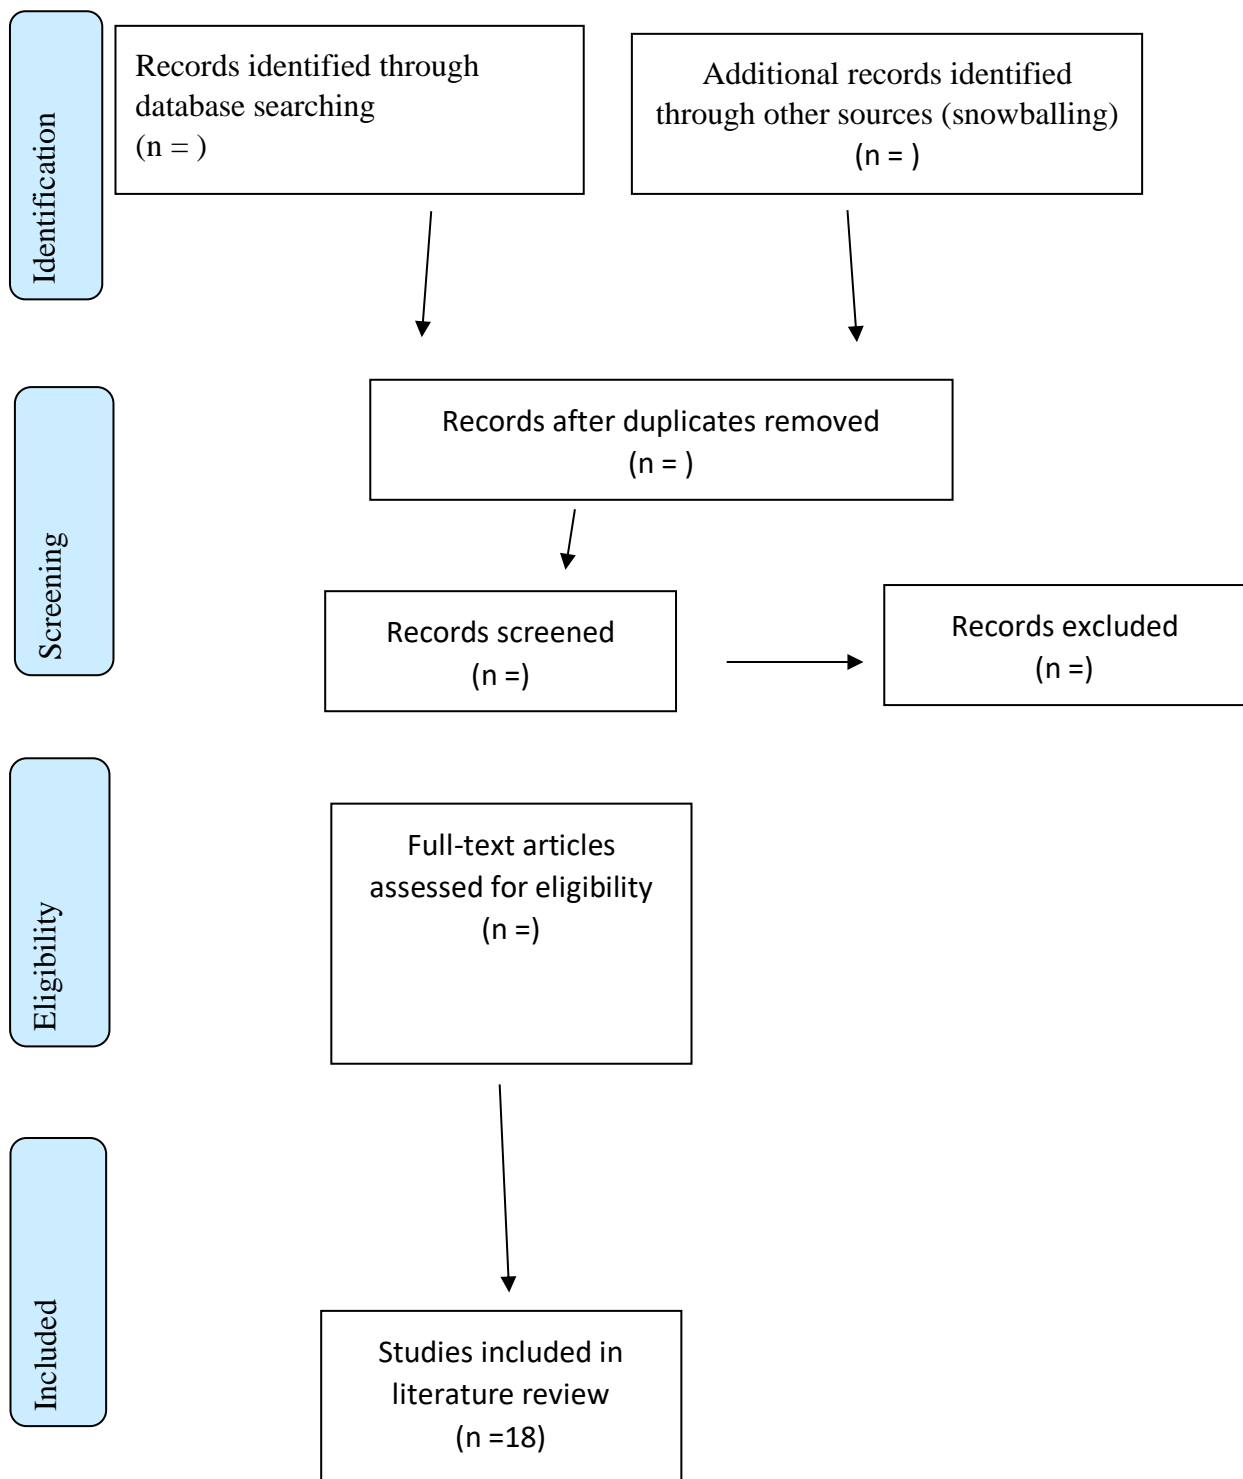 Identification
Records identified through
database searching
(n = )
Additional records identified
through other sources (snowballing)
(n = )
Screening
Records after duplicates removed
(n = )
Records screened
(n =)
Records excluded
(n =)
Eligibility
Full-text articles
assessed for eligibility
(n =)
Included
Studies included in
literature review
(n =18)